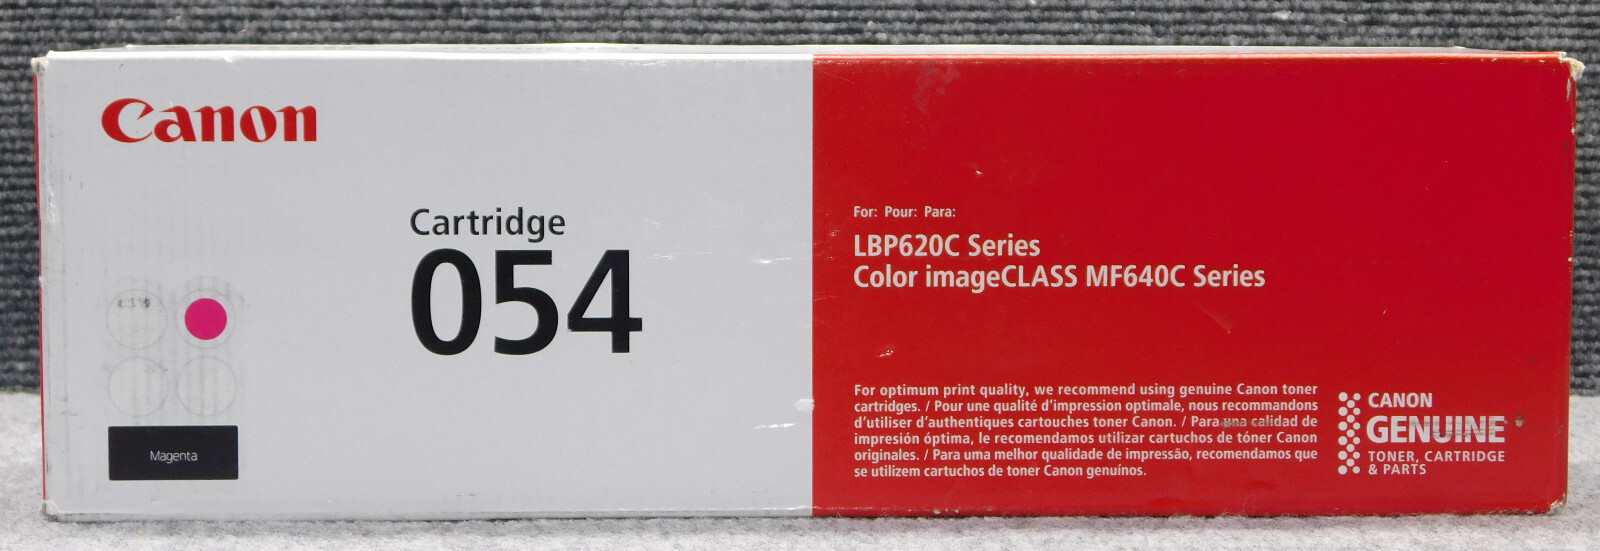 Canon
Cartridge
054
Magenta
For: Pour: Para:
LBP620C Series
Color imageCLASS MF640C Series
For optimum print quality, we recommend using genuine Canon toner
cartridges. / Pour une qualité d'impression optimale, nous recommandons
d'utiliser d'authentiques cartouches toner Canon. / Para una calidad de
impresión óptima, le recomendamos utilizar cartuchos de tóner Canon
originales. / Para uma melhor qualidade de impressão, recomendamos que
se utilizem cartuchos de toner Canon genuínos.
CANON
GENUINE
TONER, CARTRIDGE
& PARTS